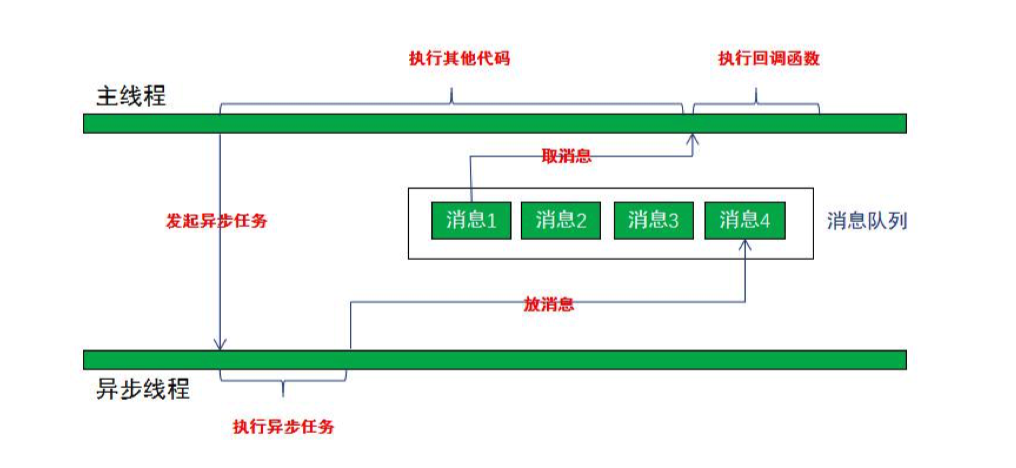 执行其他代码
执行回调函数
主线程
取消息
消息1
消息2
消息3
消息4
消息队列
发起异步任务
放消息
异步线程
执行异步任务